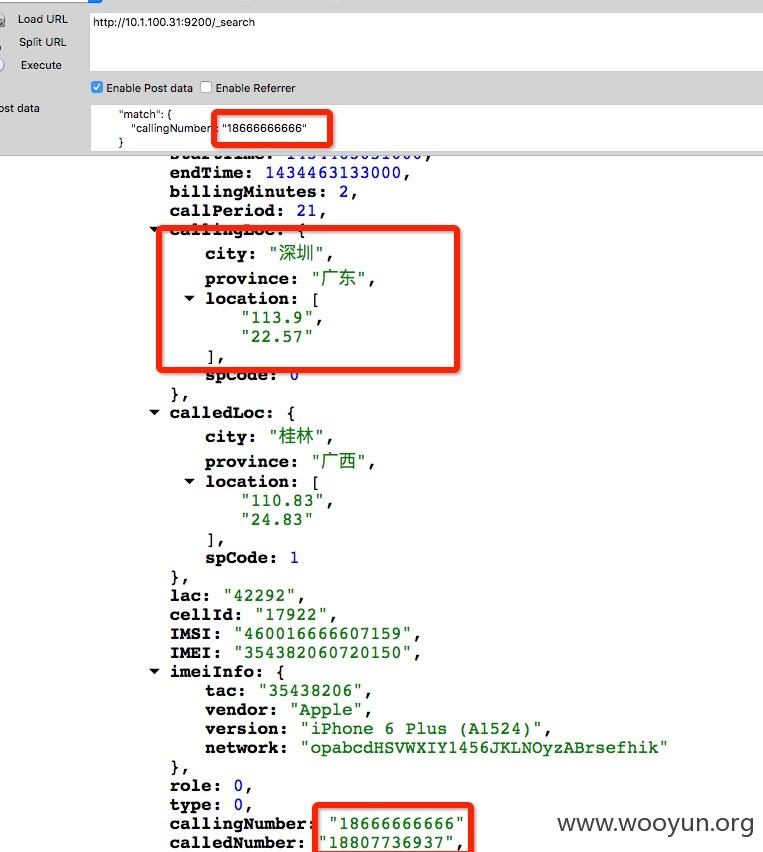 Load URL
http://10.1.100.31:9200/_search
Split URL
Execute
Enable Post data
Enable Referrer
ost data
"match": {
"callingNumber": "18666666666"
}
endTime: 1434463133000,
billingMinutes: 2,
callPeriod: 21,
callingLoc: {
city: "深圳",
province: "广东",
location: [
"113.9",
"22.57"
],
spCode: 0
},
calledLoc: {
city: "桂林",
province: "广西",
location: [
"110.83",
"24.83"
],
spCode: 1
},
lac: "42292",
cellId: "17922",
IMSI: "460016666607159",
IMEI: "354382060720150",
imeiInfo: {
tac: "35438206",
vendor: "Apple",
version: "iPhone 6 Plus (A1524)",
network: "opabcdHSVWXIY1456JKLNOyzABrsefhik"
},
role: 0,
type: 0,
callingNumber: "18666666666"
calledNumber: "18807736937",
www.wooyun.org